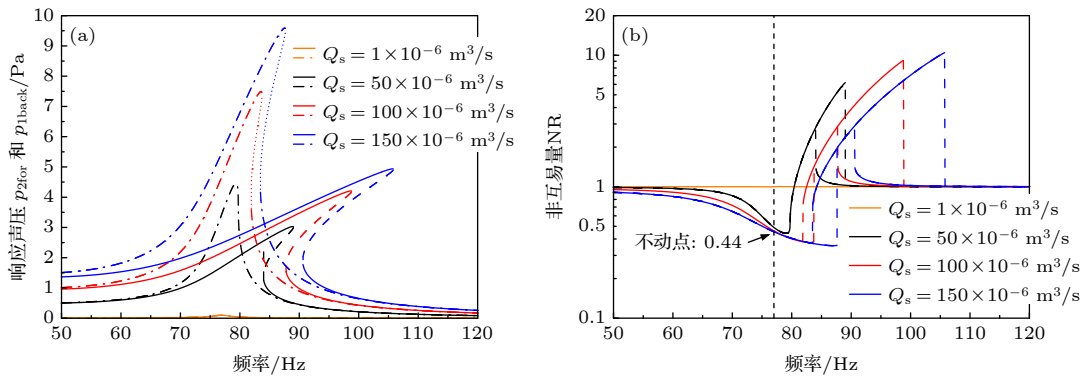 (a)
10
9
8
7
6
5
4
3
2
1
0
50 60 70 80 90 100 110 120
响应声压 p2for 和 p1back/Pa
频率/Hz
Qs = 1×10−6 m3/s
Qs = 50×10−6 m3/s
Qs = 100×10−6 m3/s
Qs = 150×10−6 m3/s
(b)
20
10
5
1
0.5
0.1
50 60 70 80 90 100 110 120
非互易量NR
频率/Hz
不动点: 0.44
Qs = 1×10−6 m3/s
Qs = 50×10−6 m3/s
Qs = 100×10−6 m3/s
Qs = 150×10−6 m3/s